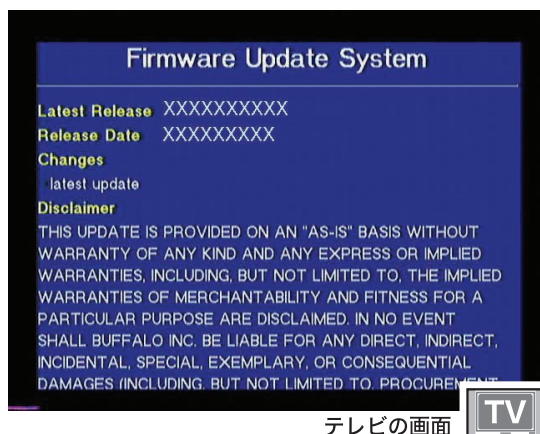 Firmware Update System
Latest Release XXXXXXXXXX
Release Date XXXXXXXXX
Changes
latest update
Disclaimer
THIS UPDATE IS PROVIDED ON AN "AS-IS" BASIS WITHOUT
WARRANTY OF ANY KIND AND ANY EXPRESS OR IMPLIED
WARRANTIES, INCLUDING, BUT NOT LIMITED TO, THE IMPLIED
WARRANTIES OF MERCHANTABILITY AND FITNESS FOR A
PARTICULAR PURPOSE ARE DISCLAIMED. IN NO EVENT
SHALL BUFFALO INC. BE LIABLE FOR ANY DIRECT, INDIRECT,
INCIDENTAL, SPECIAL, EXEMPLARY, OR CONSEQUENTIAL
DAMAGES (INCLUDING, BUT NOT LIMITED TO, PROCUREMENT
テレビの画面
TV